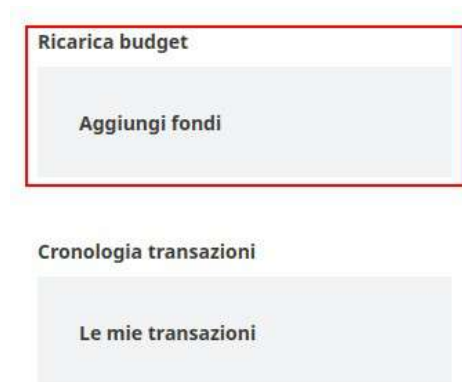 Ricarica budget
Aggiungi fondi
Cronologia transazioni
Le mie transazioni